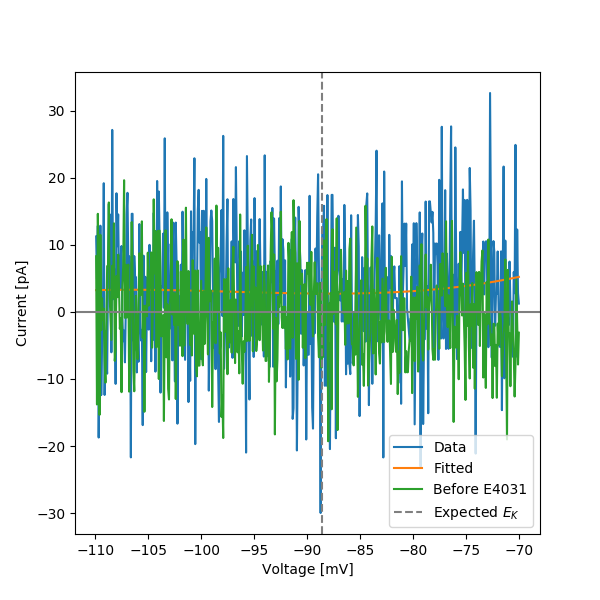 Current [pA]
30
20
10
0
−10
−20
−30
−110
−105
−100
−95
−90
−85
−80
−75
−70
Voltage [mV]
Data
Fitted
Before E4031
Expected E_K